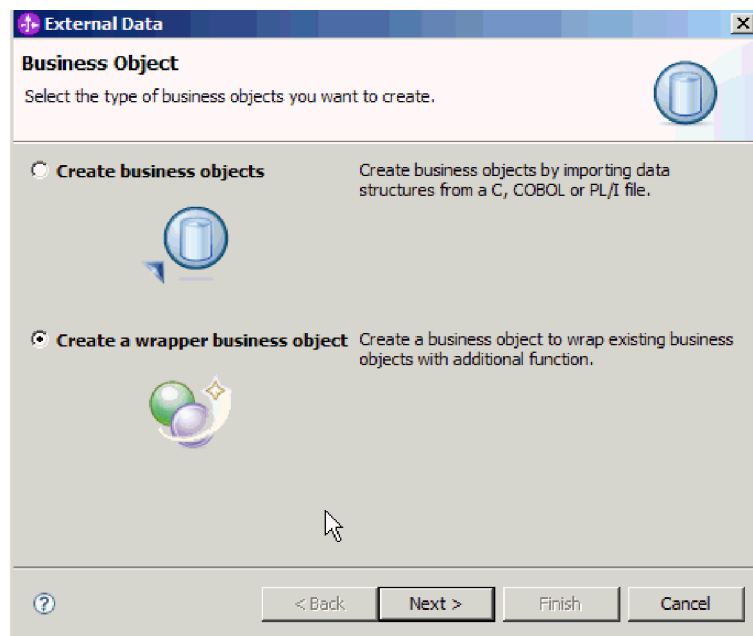 External Data
Business Object
Select the type of business objects you want to create.
Create business objects
Create business objects by importing data
structures from a C, COBOL or PL/I file.
Create a wrapper business object
Create a business object to wrap existing business
objects with additional function.
?
< Back
Next >
Finish
Cancel